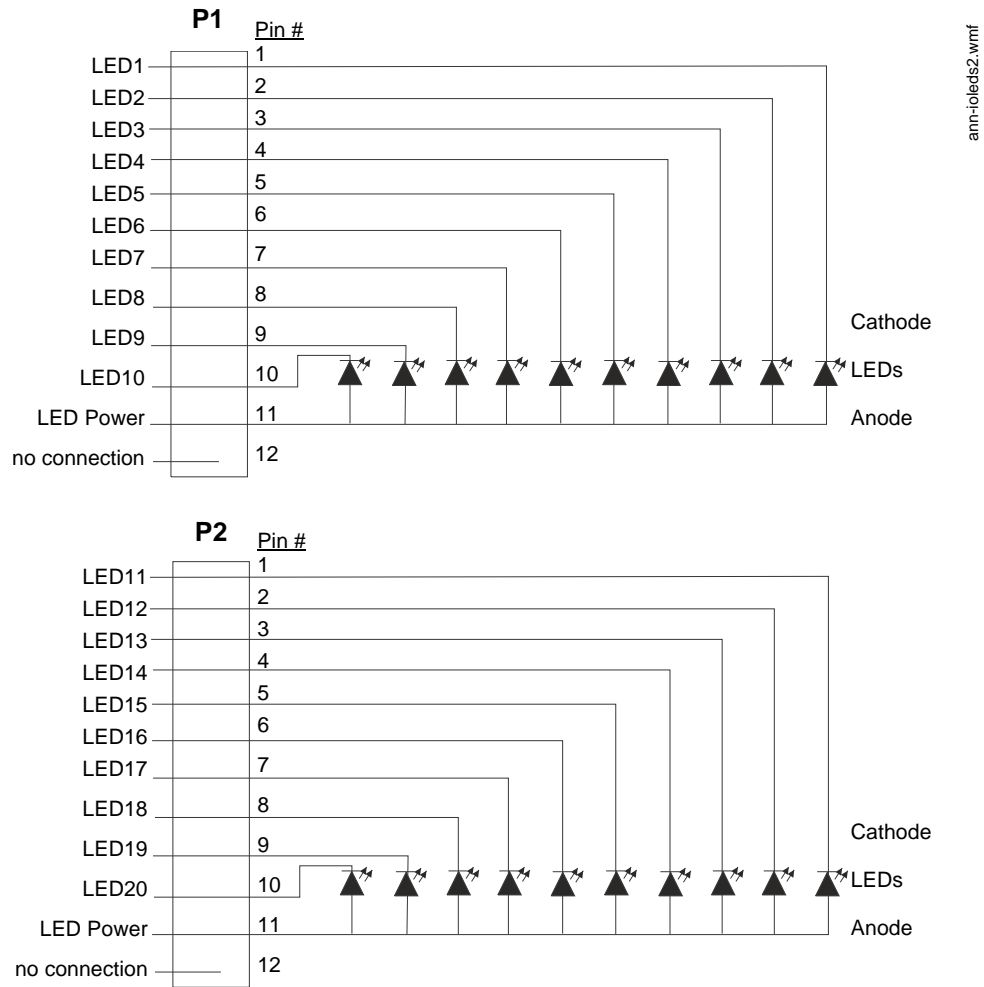 P1
Pin #
LED1 1
LED2 2
LED3 3
LED4 4
LED5 5
LED6 6
LED7 7
LED8 8
LED9 9
LED10 10
LED Power 11
no connection 12
Cathode
LEDs
Anode
ann-ioleds2.wmf
P2
Pin #
LED11 1
LED12 2
LED13 3
LED14 4
LED15 5
LED16 6
LED17 7
LED18 8
LED19 9
LED20 10
LED Power 11
no connection 12
Cathode
LEDs
Anode